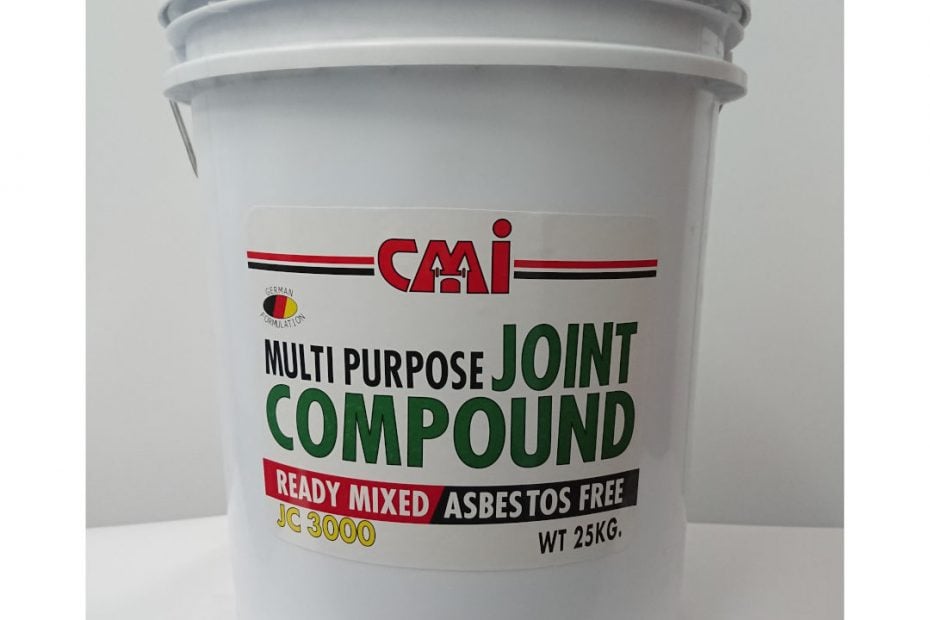 CMi
GERMAN
FORMULATION
MULTI PURPOSE JOINT
COMPOUND
READY MIXED ASBESTOS FREE
JC 3000
WT 25KG.